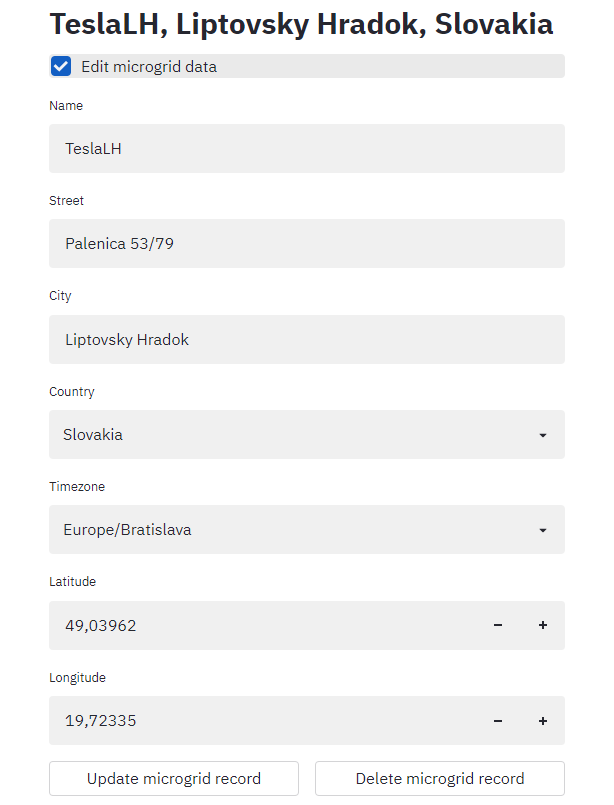 TeslaLH, Liptovsky Hradok, Slovakia
Edit microgrid data
Name
TeslaLH
Street
Palenica 53/79
City
Liptovsky Hradok
Country
Slovakia
Timezone
Europe/Bratislava
Latitude
49,03962
Longitude
19,72335
Update microgrid record
Delete microgrid record